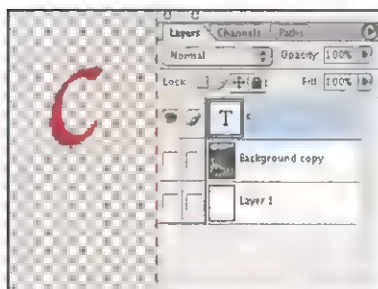 C
Layers Channels Paths
Normal Opacity: 100%
Lock: Fill: 100%
T c
Background copy
Layer 1